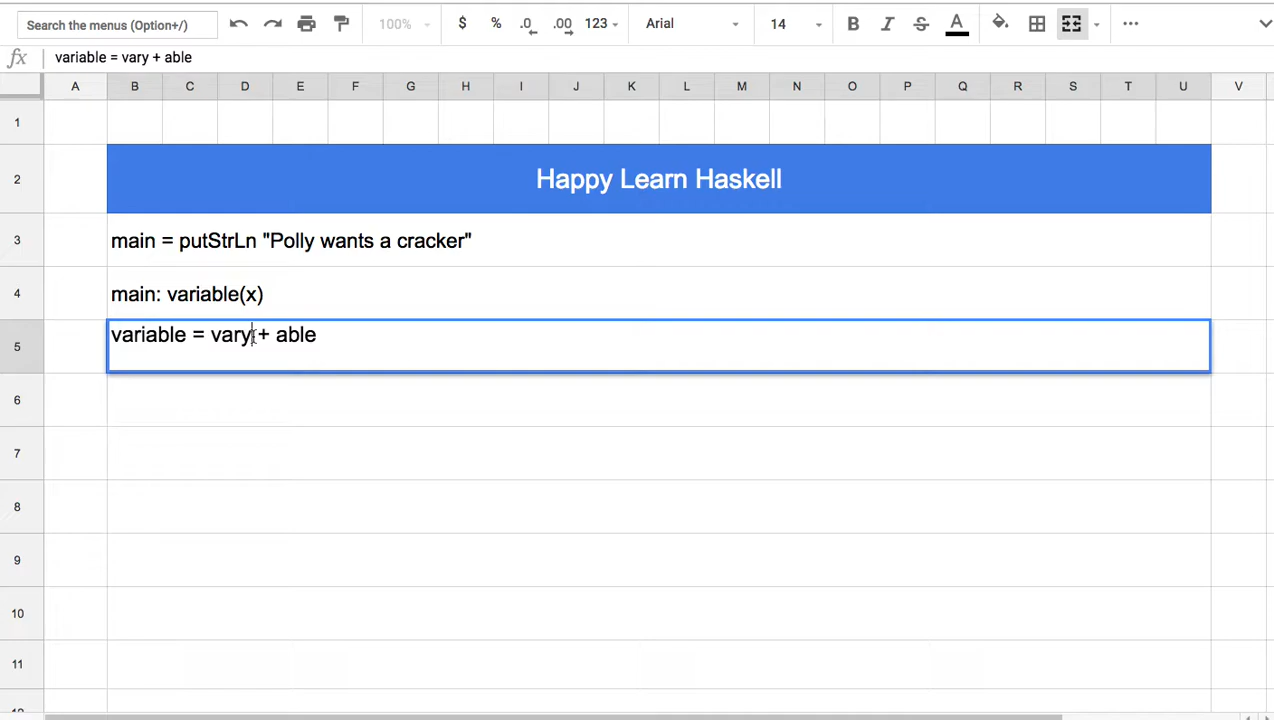 Search the menus (Option+/) 100% $ % .0 .00 123 Arial 14 B I S A
fx variable = vary + able
A B C D E F G H I J K L M N O P Q R S T U V
1
2 Happy Learn Haskell
3 main = putStrLn "Polly wants a cracker"
4 main: variable(x)
5 variable = vary + able
6
7
8
9
10
11
12